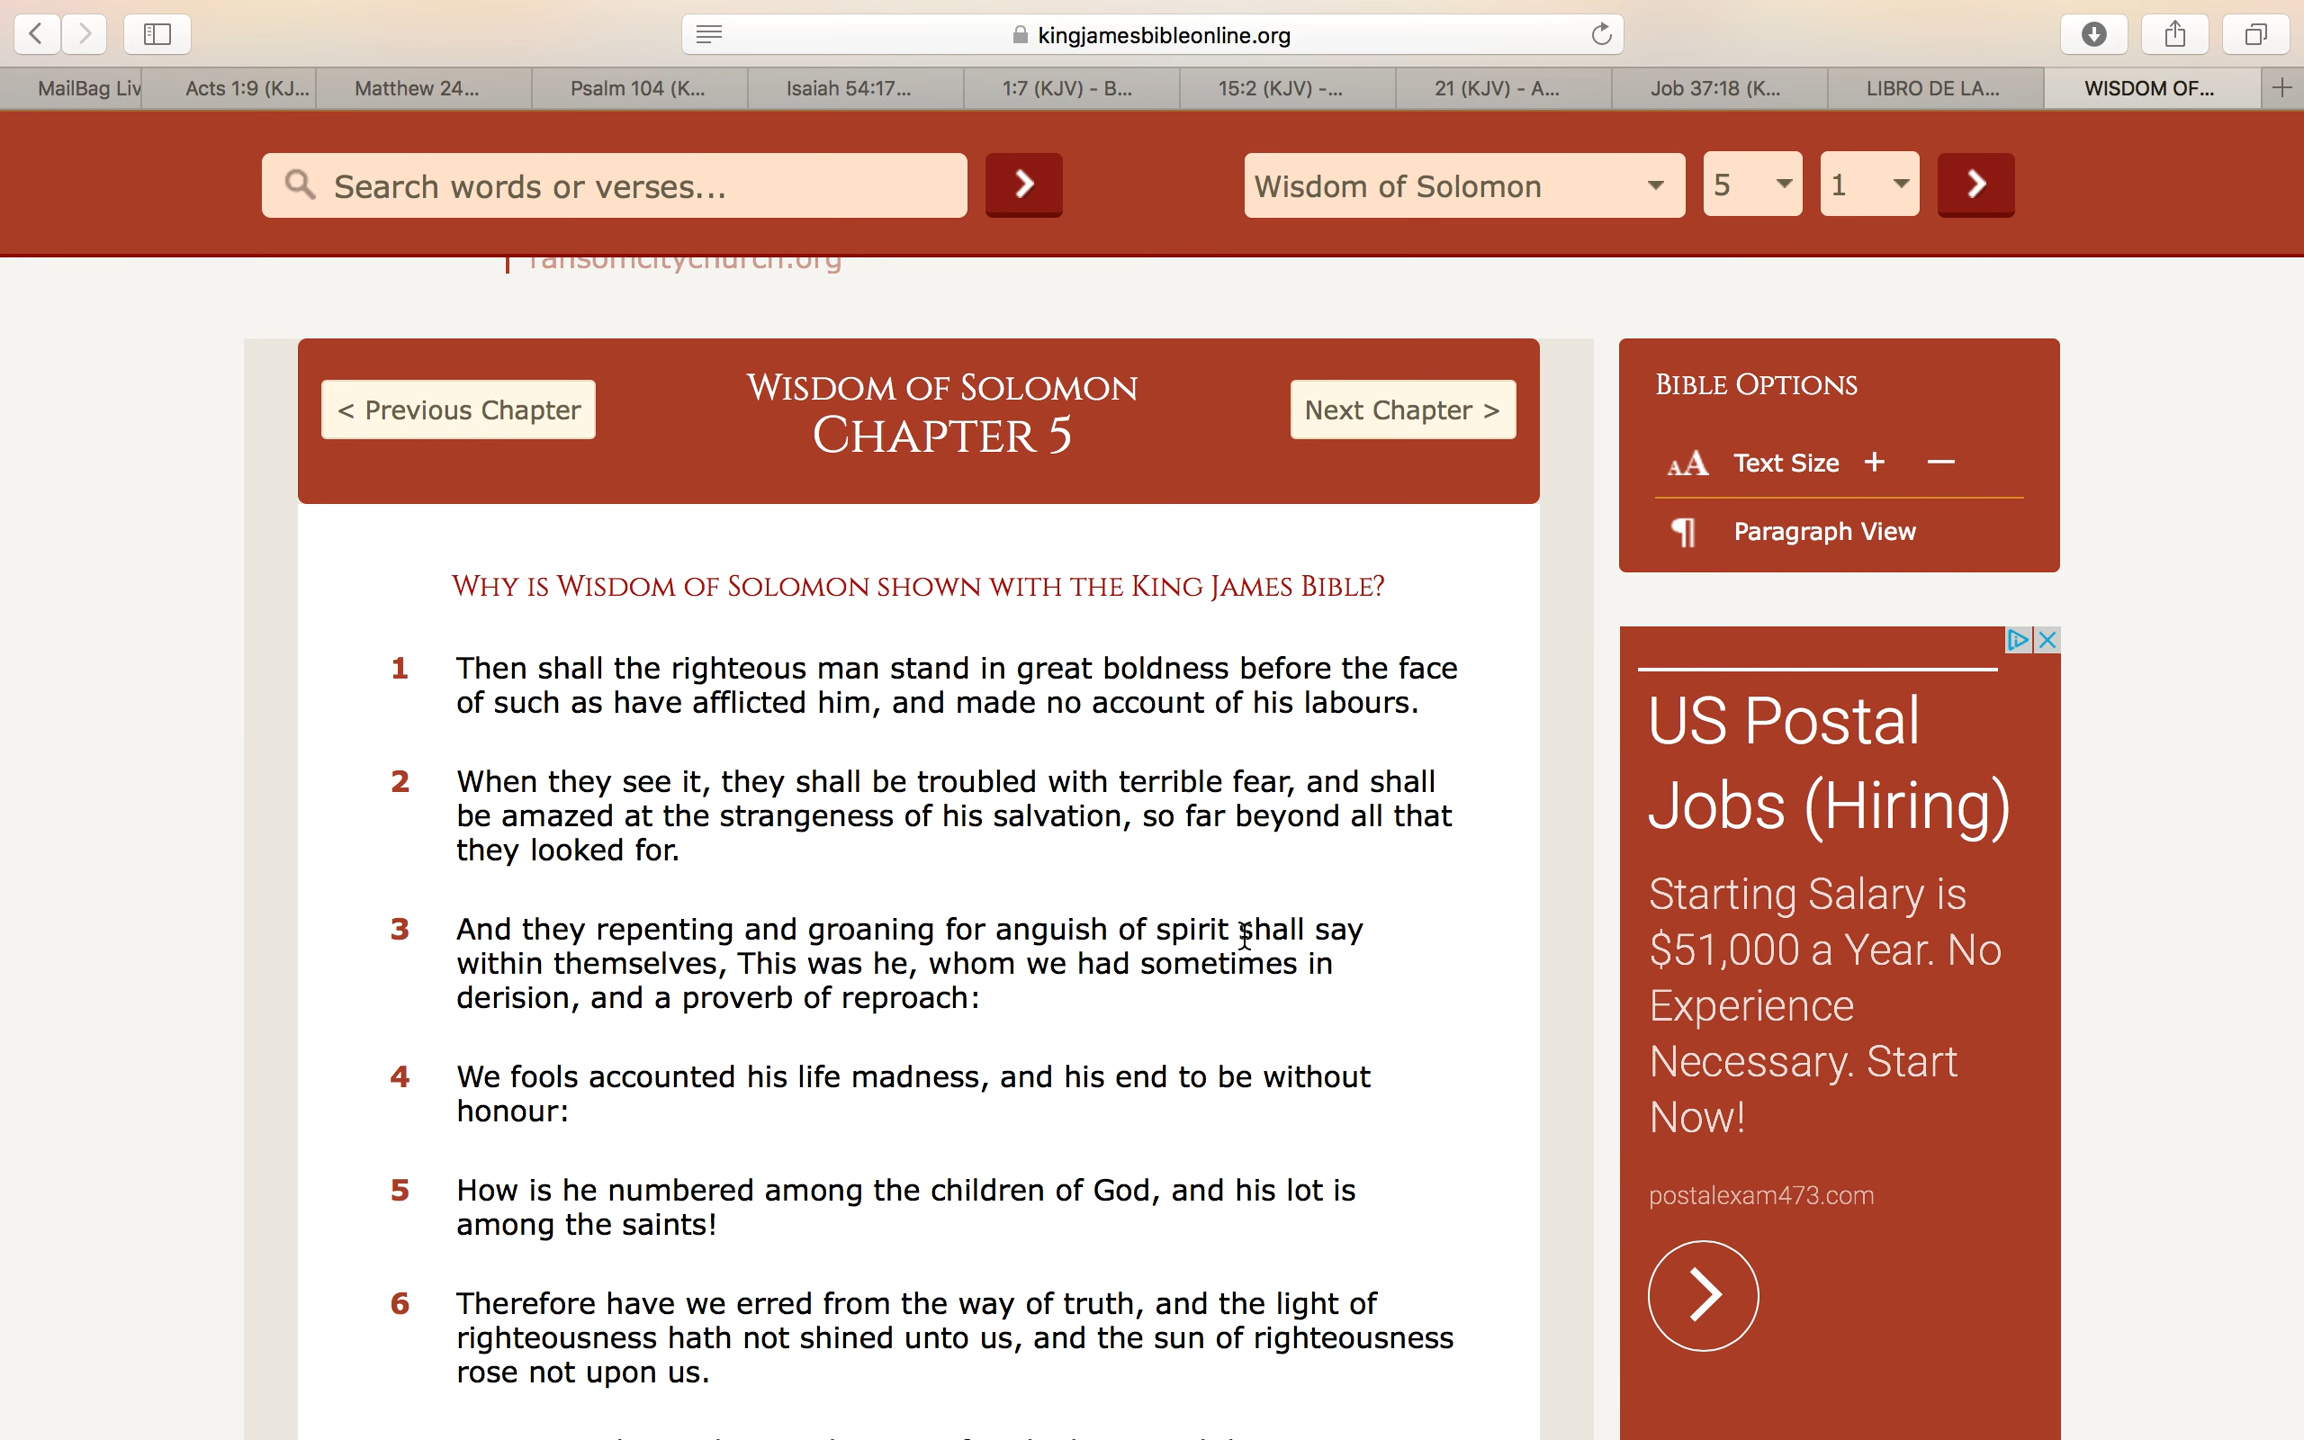 kingjamesbibleonline.org
MailBag Liv
Acts 1:9 (KJ...
Matthew 24...
Psalm 104 (K...
Isaiah 54:17...
1:7 (KJV) - B...
15:2 (KJV) -...
21 (KJV) - A...
Job 37:18 (K...
LIBRO DE LA...
WISDOM OF...
Search words or verses...
Wisdom of Solomon
5
1
ransomcitychurch.org
< Previous Chapter
Wisdom of Solomon
Chapter 5
Next Chapter >
Why is Wisdom of Solomon shown with the King James Bible?
1 Then shall the righteous man stand in great boldness before the face
of such as have afflicted him, and made no account of his labours.
2 When they see it, they shall be troubled with terrible fear, and shall
be amazed at the strangeness of his salvation, so far beyond all that
they looked for.
3 And they repenting and groaning for anguish of spirit shall say
within themselves, This was he, whom we had sometimes in
derision, and a proverb of reproach:
4 We fools accounted his life madness, and his end to be without
honour:
5 How is he numbered among the children of God, and his lot is
among the saints!
6 Therefore have we erred from the way of truth, and the light of
righteousness hath not shined unto us, and the sun of righteousness
rose not upon us.
Bible Options
AA Text Size + −
¶ Paragraph View
US Postal
Jobs (Hiring)
Starting Salary is
$51,000 a Year. No
Experience
Necessary. Start
Now!
postalexam473.com